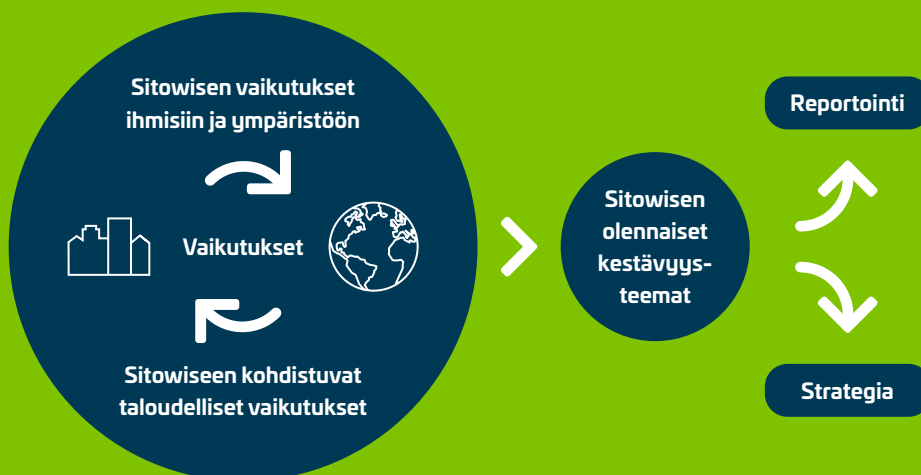 Sitowisen vaikutukset
ihmisiin ja ympäristöön
Vaikutukset
Sitowiseen kohdistuvat
taloudelliset vaikutukset
Sitowisen
olennaiset
kestävyys-
teemat
Reportointi
Strategia